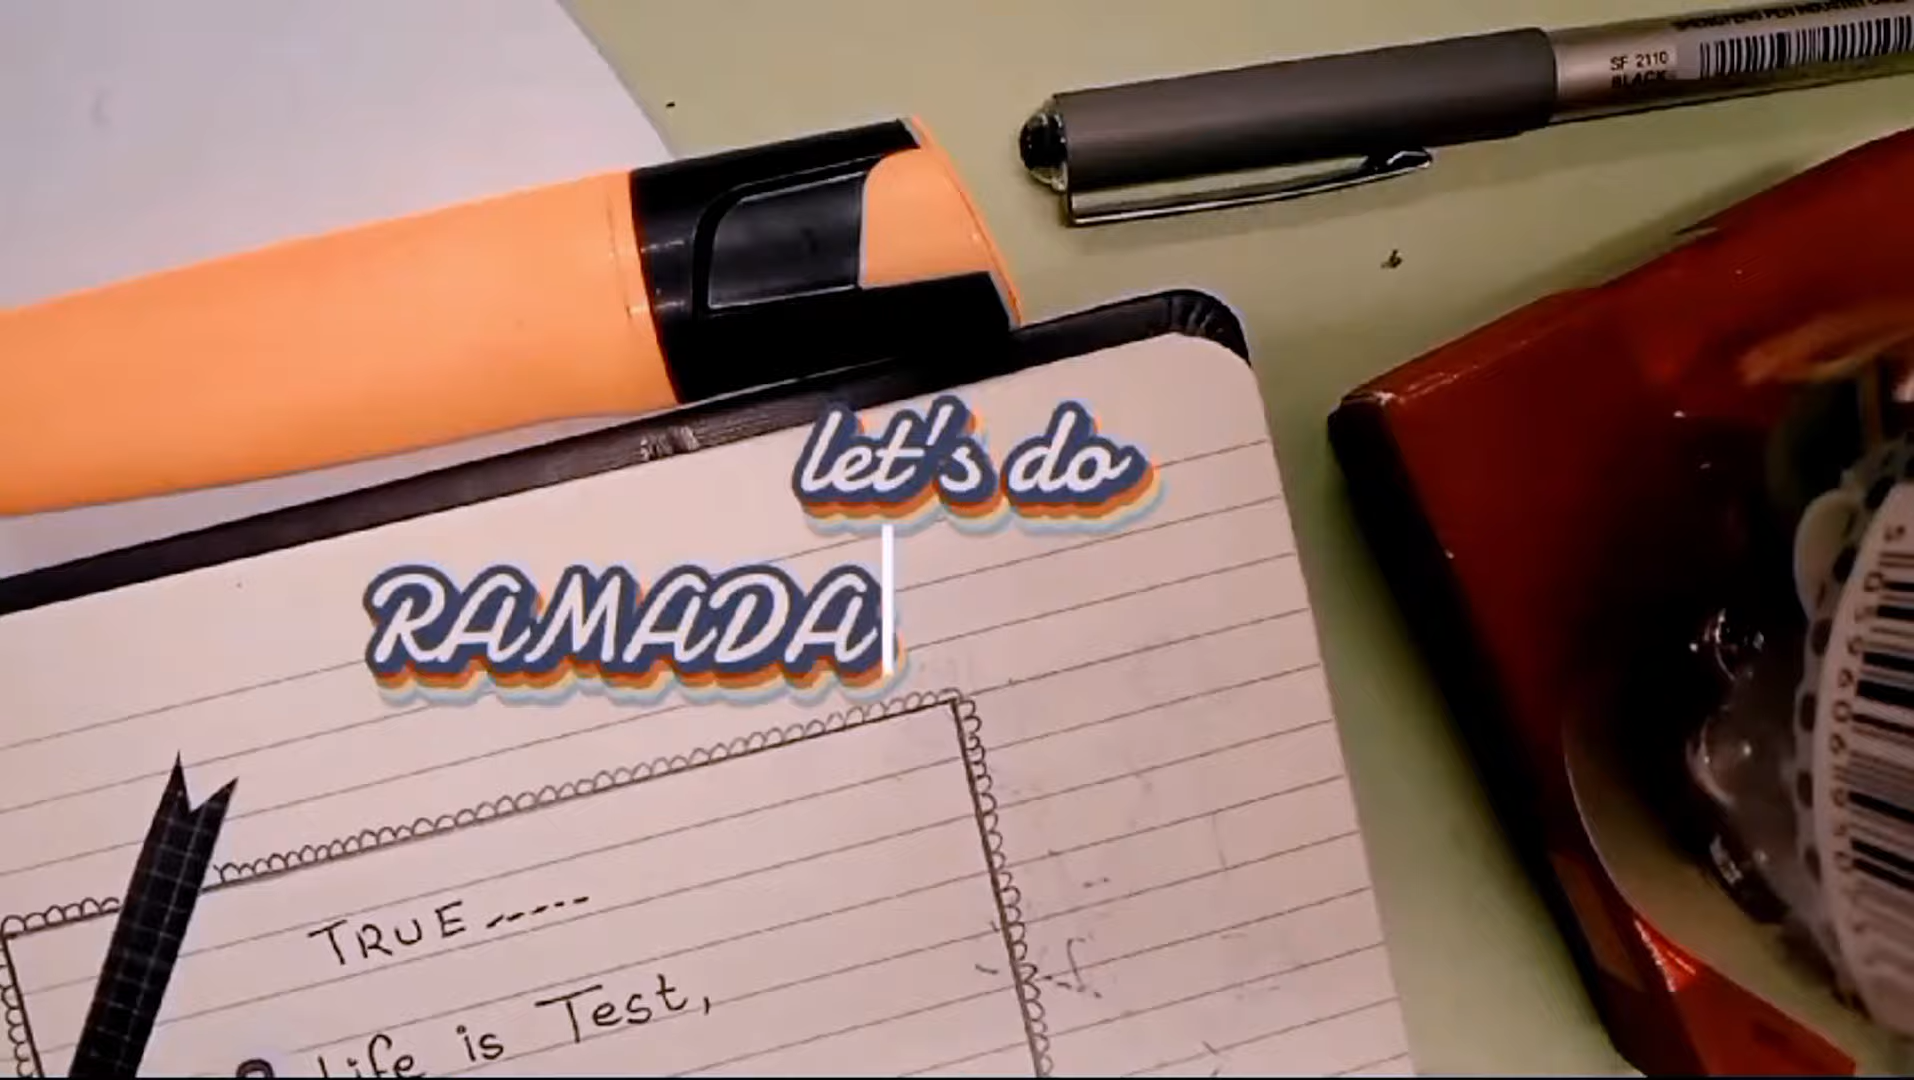 SF 2110
BLACK
let's do
RAMADA
TRUE-----
Life is Test,